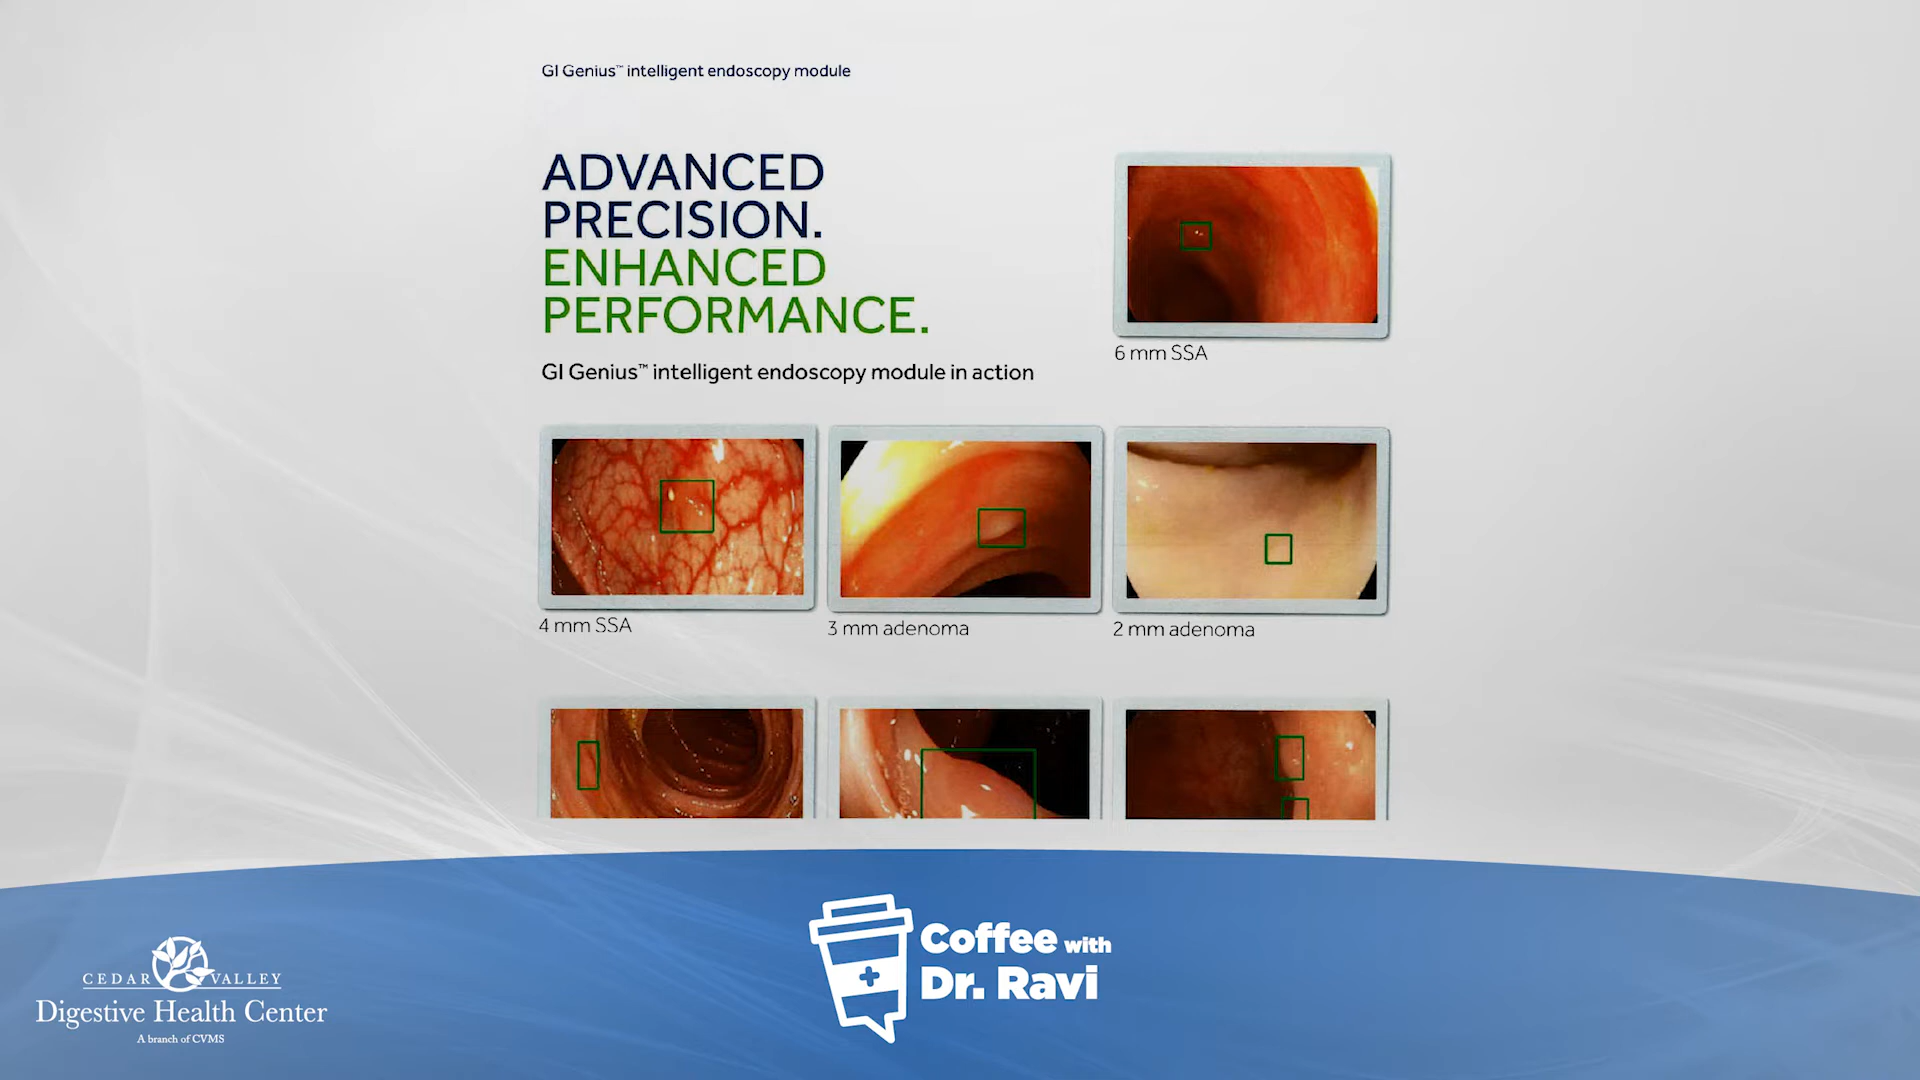 GI Genius™ intelligent endoscopy module
ADVANCED
PRECISION.
ENHANCED
PERFORMANCE.
GI Genius™ intelligent endoscopy module in action
6 mm SSA
4 mm SSA
3 mm adenoma
2 mm adenoma
Coffee with
Dr. Ravi
CEDAR VALLEY
Digestive Health Center
A branch of CVMS